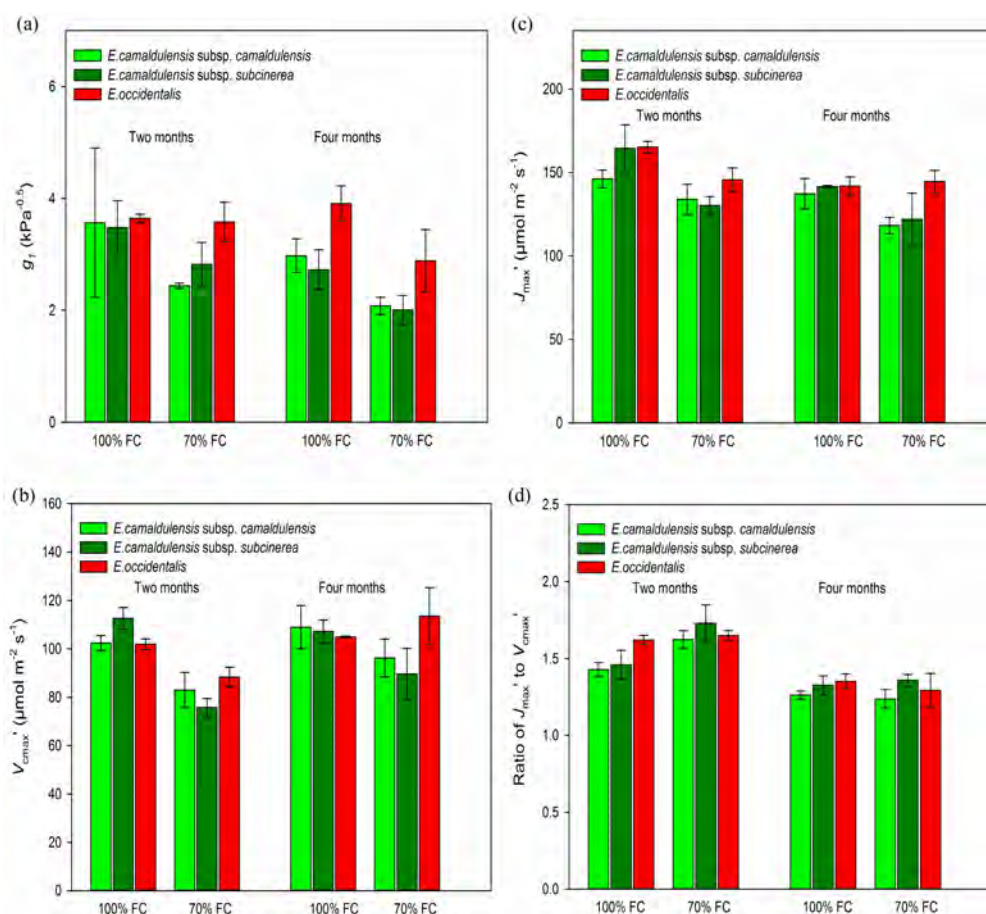 (a)
E.camaldulensis subsp. camaldulensis
E.camaldulensis subsp. subcinerea
E.occidentalis
Two months
Four months
6
4
2
0
g1 (kPa-0.5)
100% FC
70% FC
100% FC
70% FC
(c)
E.camaldulensis subsp. camaldulensis
E.camaldulensis subsp. subcinerea
E.occidentalis
Two months
Four months
200
150
100
50
0
Jmax' (μmol m-2 s-1)
100% FC
70% FC
100% FC
70% FC
(b)
E.camaldulensis subsp. camaldulensis
E.camaldulensis subsp. subcinerea
E.occidentalis
Two months
Four months
160
140
120
100
80
60
40
20
0
Vcmax' (μmol m-2 s-1)
100% FC
70% FC
100% FC
70% FC
(d)
E.camaldulensis subsp. camaldulensis
E.camaldulensis subsp. subcinerea
E.occidentalis
Two months
Four months
2.5
2.0
1.5
1.0
0.5
0.0
Ratio of Jmax' to Vcmax'
100% FC
70% FC
100% FC
70% FC